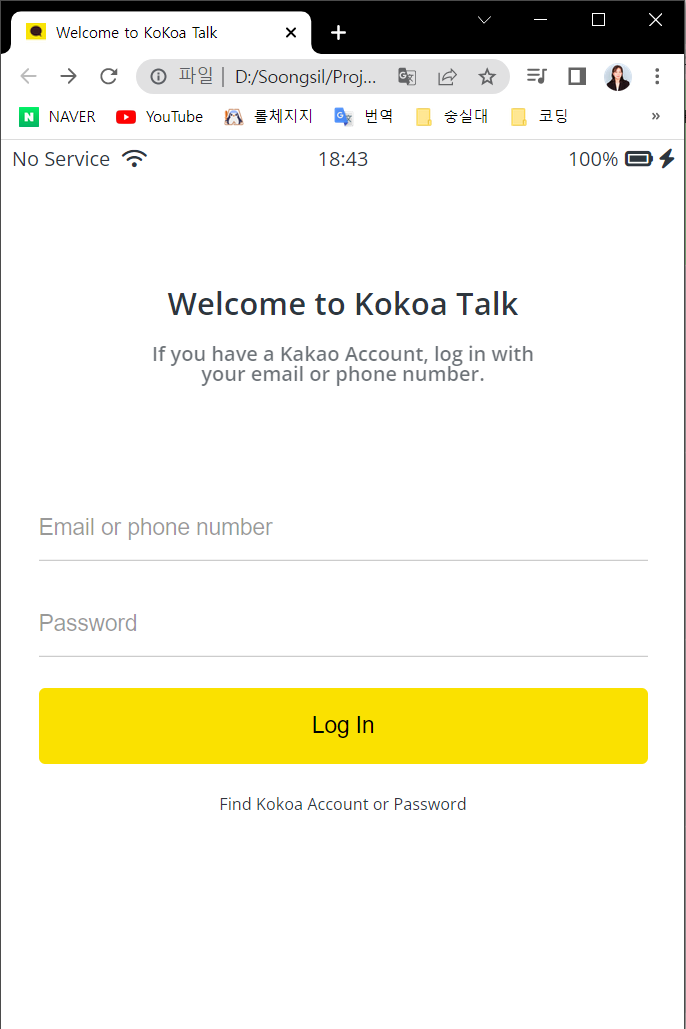 Welcome to KoKoa Talk
파일 | D:/Soongsil/Proj...
NAVER YouTube 롤체지지 번역 숭실대 코딩 »
No Service 18:43 100%
Welcome to Kokoa Talk
If you have a Kakao Account, log in with
your email or phone number.
Email or phone number
Password
Log In
Find Kokoa Account or Password